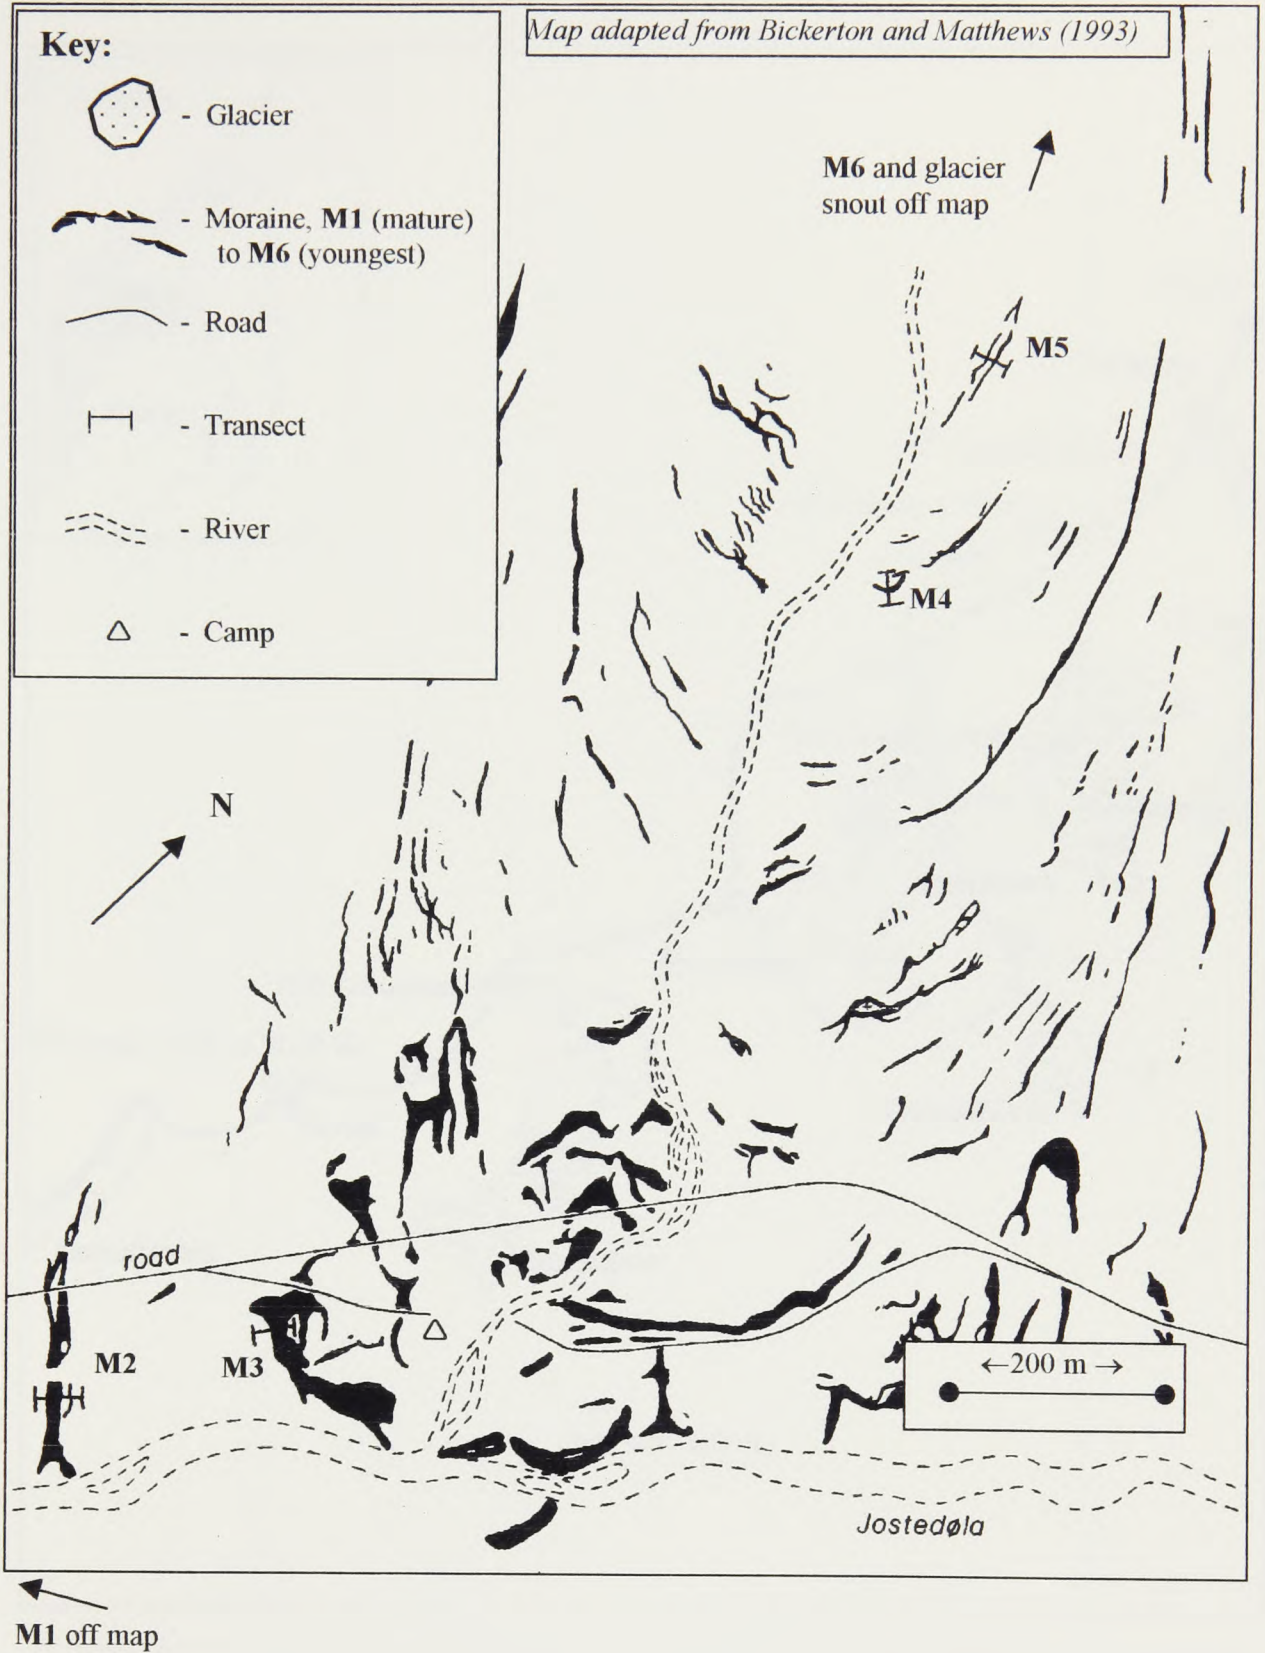 Key:
- Glacier
- Moraine, M1 (mature)
to M6 (youngest)
- Road
- Transect
- River
- Camp
Map adapted from Bickerton and Matthews (1993)
M6 and glacier
snout off map
M5
M4
N
road
M2
M3
←200 m →
Jostedøla
M1 off map